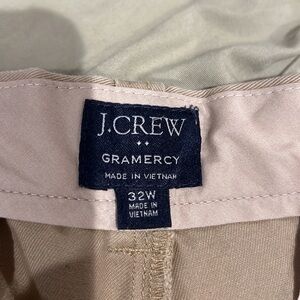 J.CREW
GRAMERCY
MADE IN VIETNAM
32W
MADE IN
VIETNAM